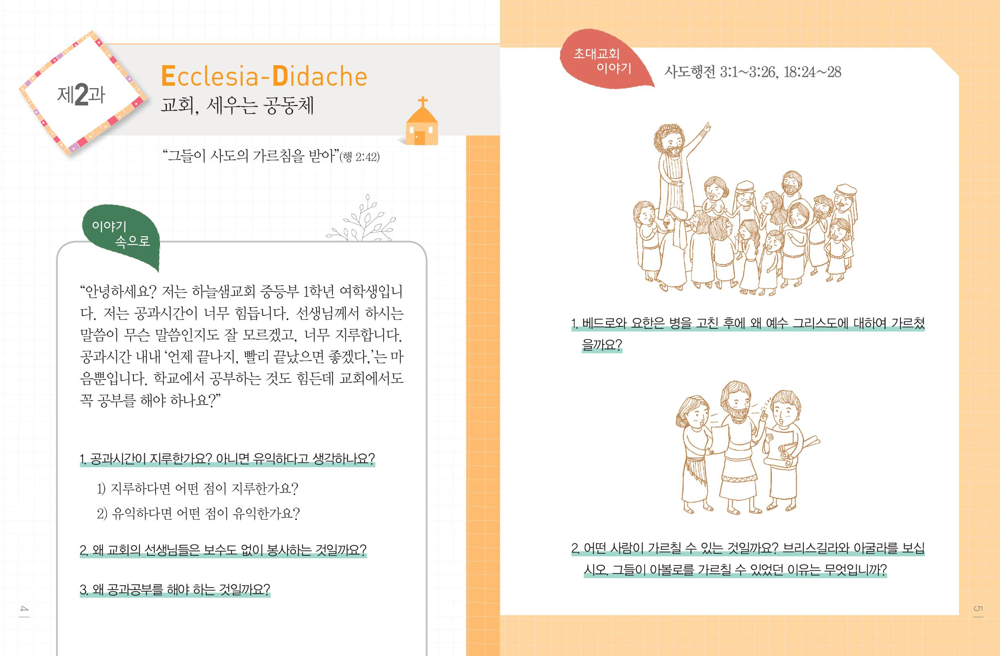 제2과
Ecclesia-Didache
교회, 세우는 공동체
“그들이 사도의 가르침을 받아”(행 2:42)
이야기
속으로
“안녕하세요? 저는 하늘샘교회 중등부 1학년 여학생입니
다. 저는 공과시간이 너무 힘듭니다. 선생님께서 하시는
말씀이 무슨 말씀인지도 잘 모르겠고, 너무 지루합니다.
공과시간 내내 ‘언제 끝나지, 빨리 끝났으면 좋겠다,’는 마
음뿐입니다. 학교에서 공부하는 것도 힘든데 교회에서도
꼭 공부를 해야 하나요?”
1. 공과시간이 지루한가요? 아니면 유익하다고 생각하나요?
1) 지루하다면 어떤 점이 지루한가요?
2) 유익하다면 어떤 점이 유익한가요?
2. 왜 교회의 선생님들은 보수도 없이 봉사하는 것일까요?
3. 왜 공과공부를 해야 하는 것일까요?
4
초대교회
이야기
사도행전 3:1~3:26, 18:24~28
1. 베드로와 요한은 병을 고친 후에 왜 예수 그리스도에 대하여 가르쳤
을까요?
2. 어떤 사람이 가르칠 수 있는 것일까요? 브리스길라와 아굴라를 보십
시오. 그들이 아볼로를 가르칠 수 있었던 이유는 무엇입니까?
5